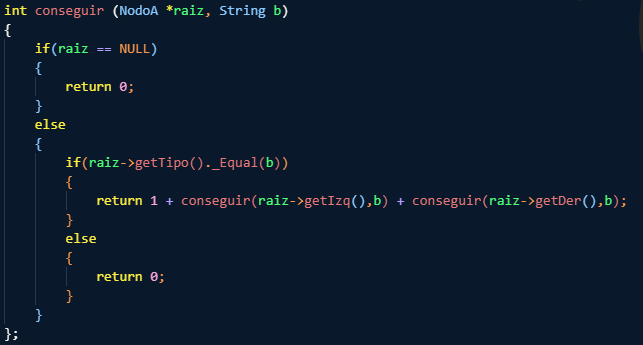 int conseguir (NodoA *raiz, String b)
{
    if(raiz == NULL)
    {
        return 0;
    }
    else
    {
        if(raiz->getTipo()._Equal(b))
        {
            return 1 + conseguir(raiz->getIzq(),b) + conseguir(raiz->getDer(),b);
        }
        else
        {
            return 0;
        }
    }
};